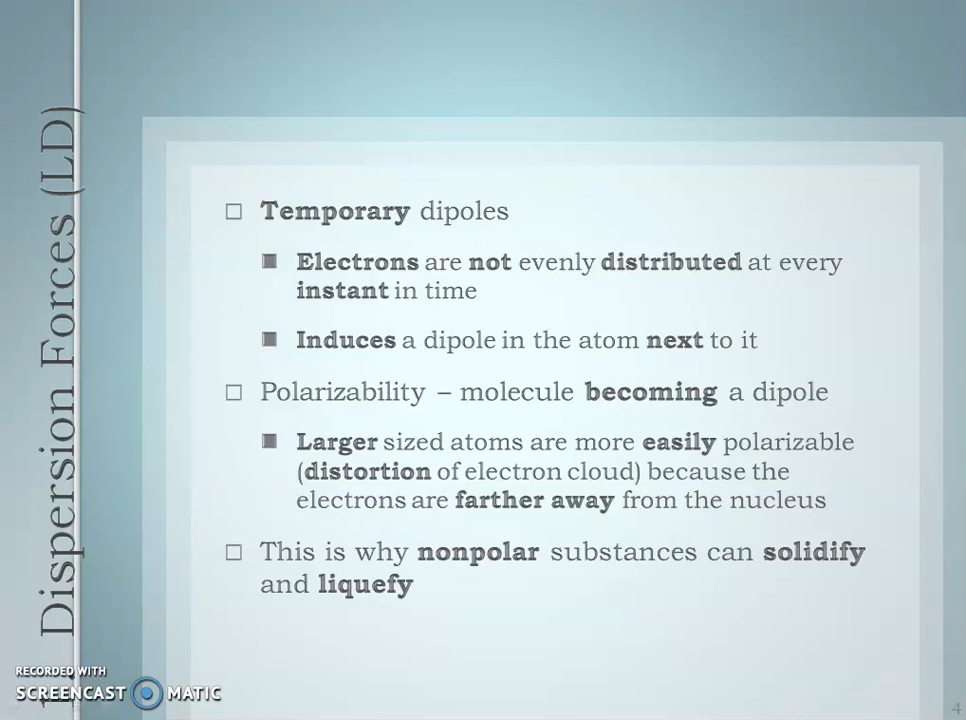 Dispersion Forces (LD)
□ Temporary dipoles
■ Electrons are not evenly distributed at every
instant in time
■ Induces a dipole in the atom next to it
□ Polarizability – molecule becoming a dipole
■ Larger sized atoms are more easily polarizable
(distortion of electron cloud) because the
electrons are farther away from the nucleus
□ This is why nonpolar substances can solidify
and liquefy
RECORDED WITH
SCREENCAST MATIC
4